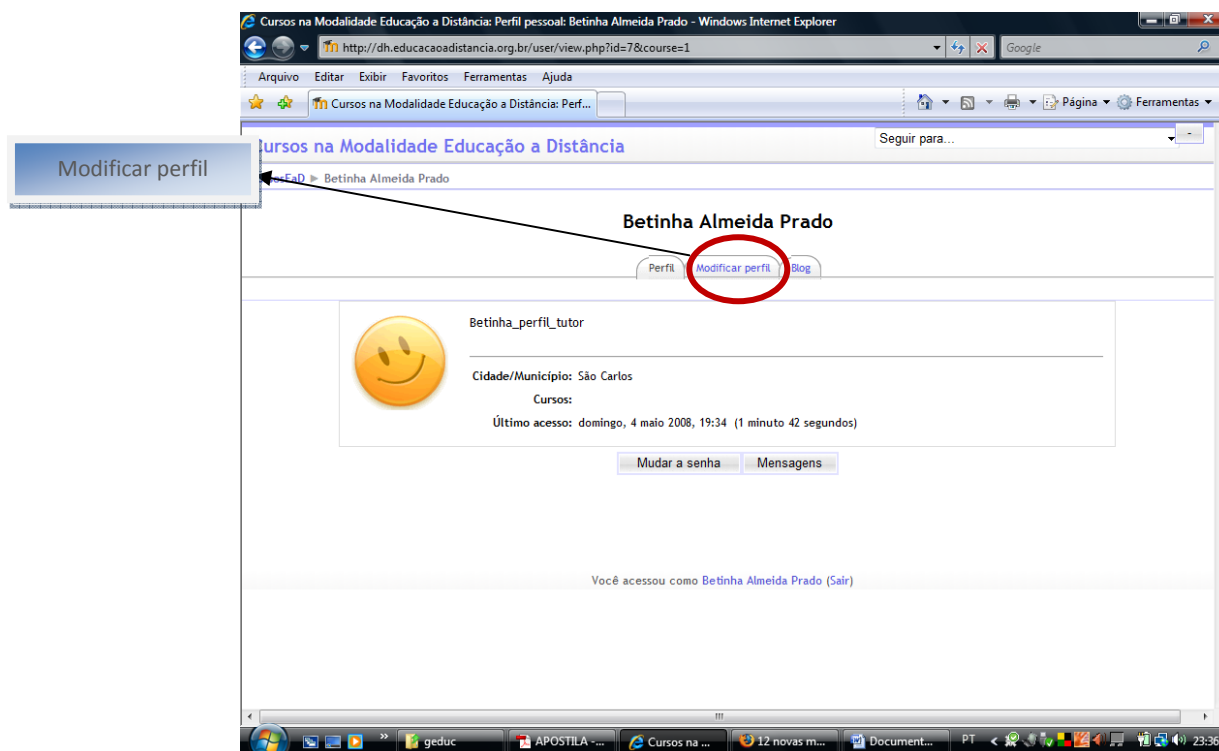 Cursos na Modalidade Educação a Distância: Perfil pessoal: Betinha Almeida Prado - Windows Internet Explorer
http://dh.educacaoadistancia.org.br/user/view.php?id=7&course=1
Google
Arquivo Editar Exibir Favoritos Ferramentas Ajuda
Cursos na Modalidade Educação a Distância: Perf...
Página
Ferramentas
Modificar perfil
ursos na Modalidade Educação a Distância
Seguir para...
EaD ► Betinha Almeida Prado
Betinha Almeida Prado
Perfil Modificar perfil Blog
Betinha_perfil_tutor
Cidade/Município: São Carlos
Cursos:
Último acesso: domingo, 4 maio 2008, 19:34 (1 minuto 42 segundos)
Mudar a senha Mensagens
Você acessou como Betinha Almeida Prado (Sair)
geduc APOSTILA -... Cursos na ... 12 novas m... Document... PT 23:36